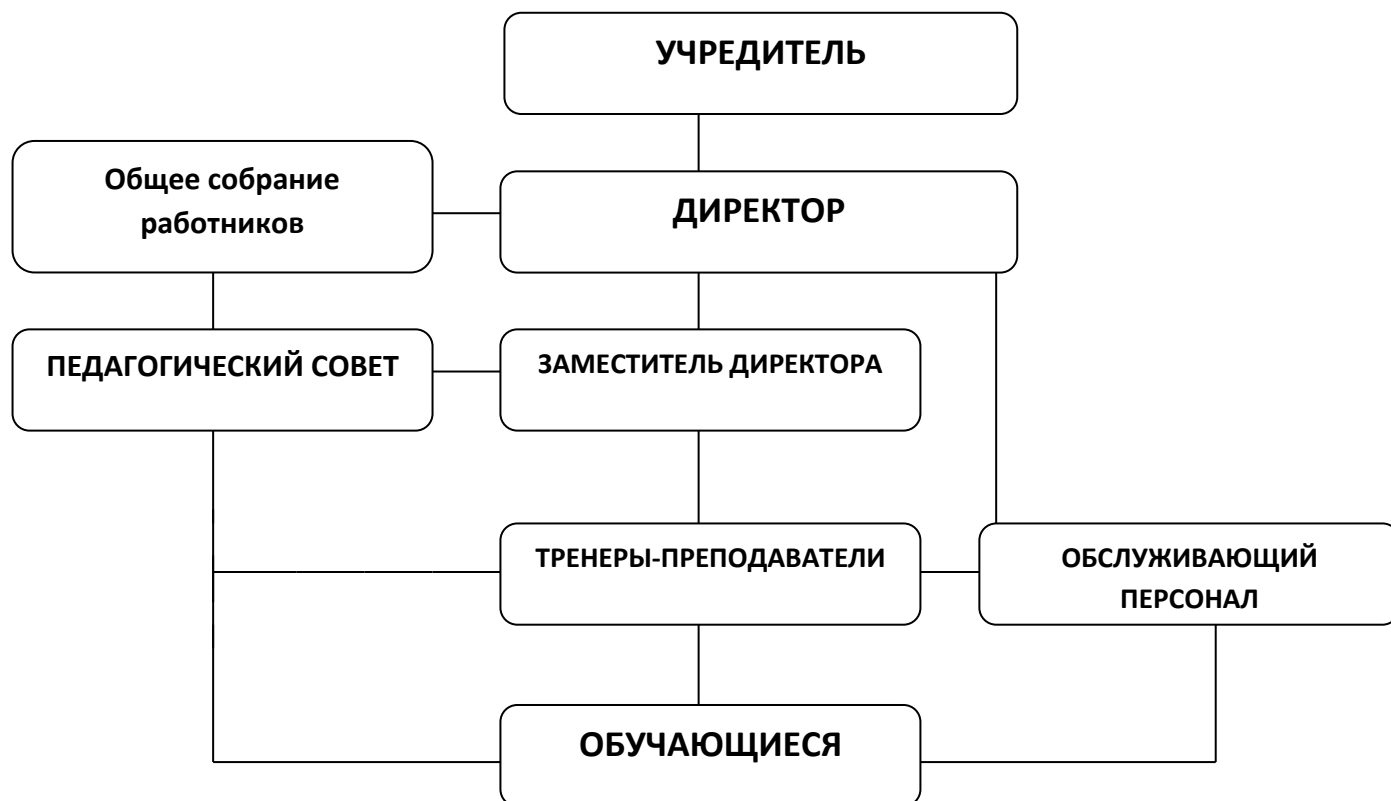 УЧРЕДИТЕЛЬ
Общее собрание
работников
ДИРЕКТОР
ПЕДАГОГИЧЕСКИЙ СОВЕТ
ЗАМЕСТИТЕЛЬ ДИРЕКТОРА
ТРЕНЕРЫ-ПРЕПОДАВАТЕЛИ
ОБСЛУЖИВАЮЩИЙ
ПЕРСОНАЛ
ОБУЧАЮЩИЕСЯ